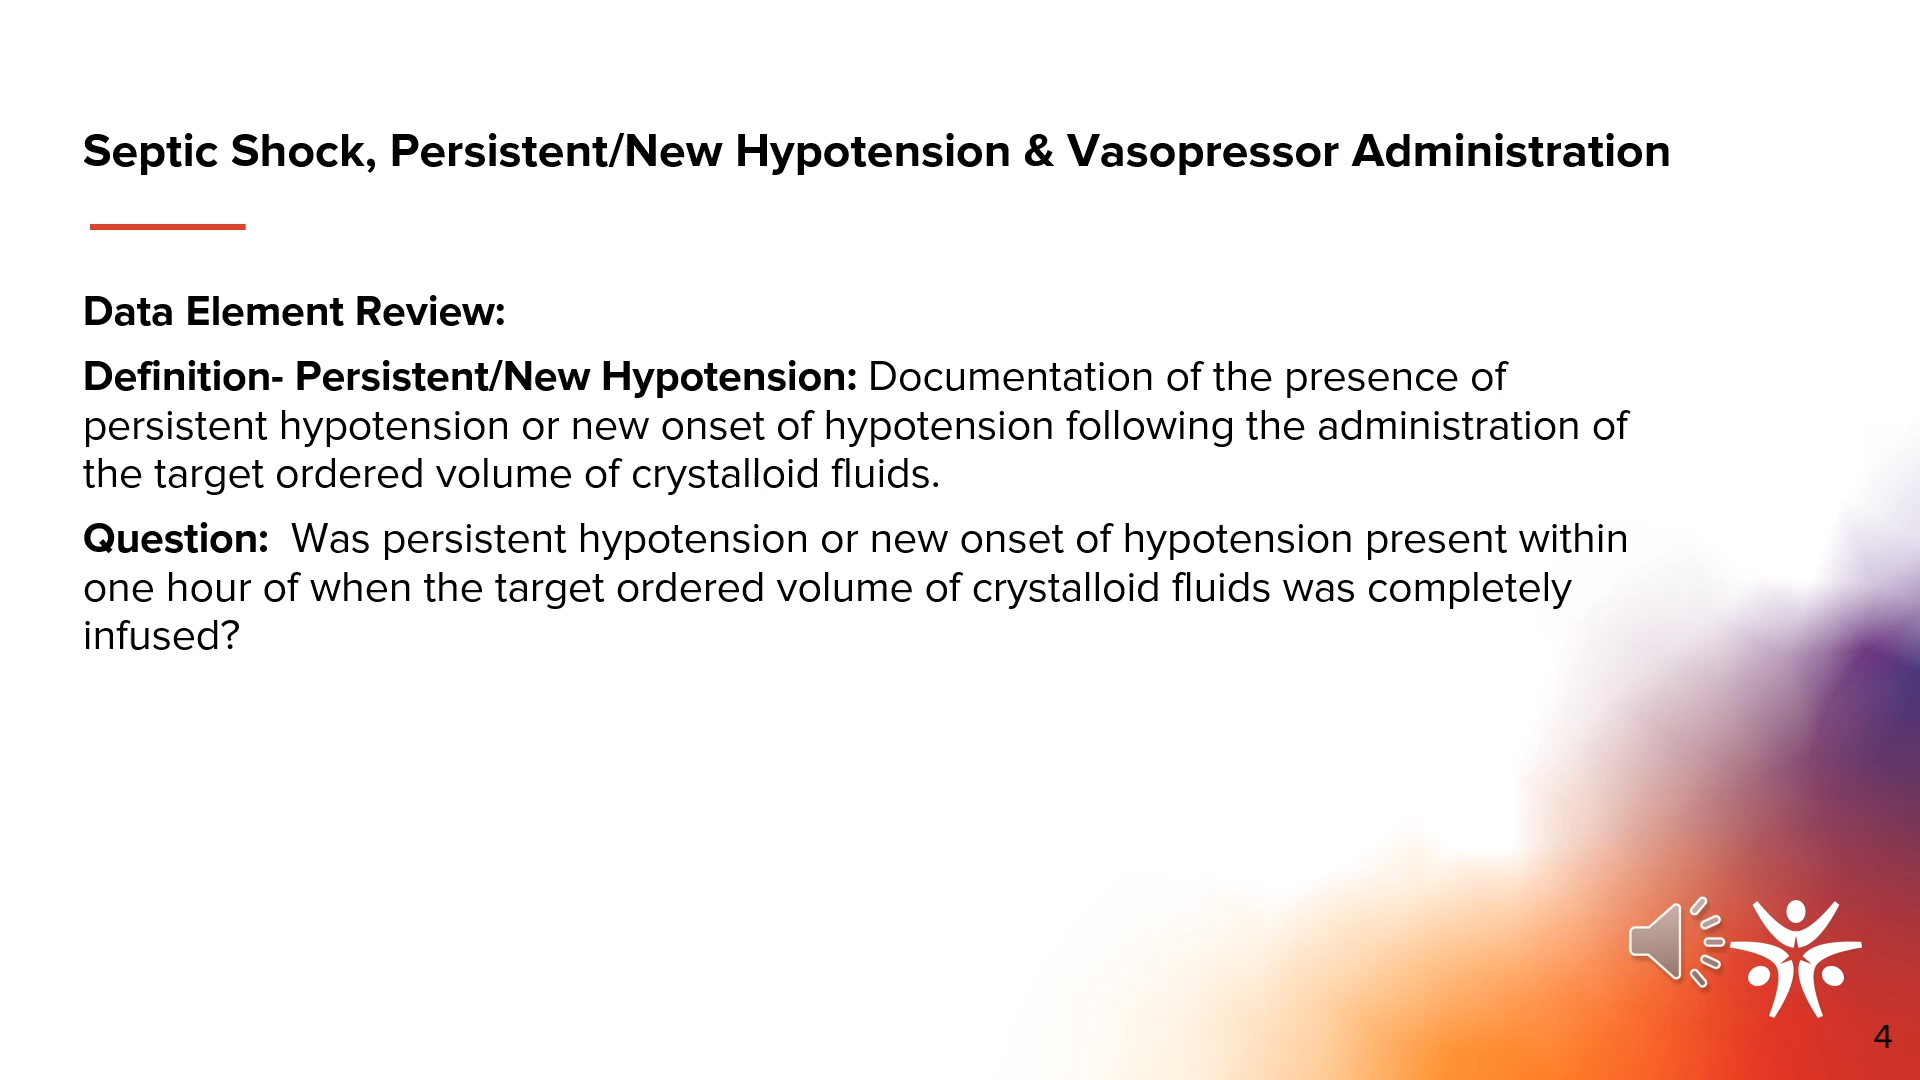 Septic Shock, Persistent/New Hypotension & Vasopressor Administration
Data Element Review:
Definition- Persistent/New Hypotension: Documentation of the presence of
persistent hypotension or new onset of hypotension following the administration of
the target ordered volume of crystalloid fluids.
Question:  Was persistent hypotension or new onset of hypotension present within
one hour of when the target ordered volume of crystalloid fluids was completely
infused?
4